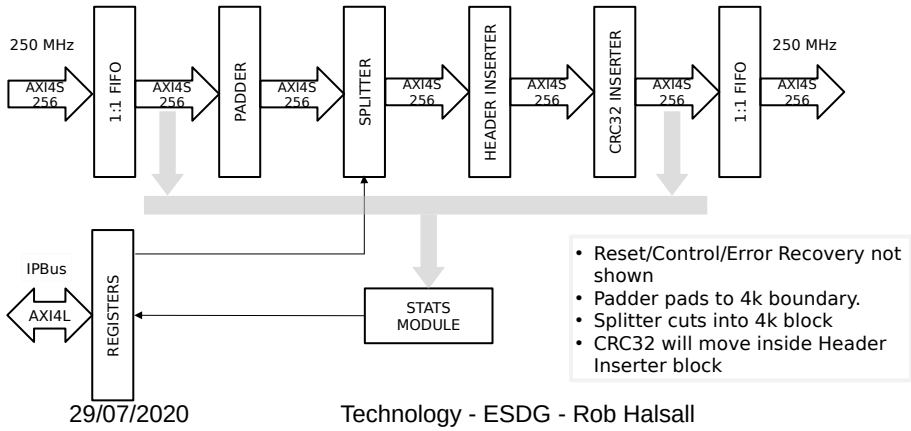 250 MHz
250 MHz
AXI4S
256
1:1 FIFO
AXI4S
256
PADDER
AXI4S
256
SPLITTER
AXI4S
256
HEADER INSERTER
AXI4S
256
CRC32 INSERTER
AXI4S
256
1:1 FIFO
AXI4S
256
IPBus
AXI4L
REGISTERS
STATS
MODULE
• Reset/Control/Error Recovery not
shown
• Padder pads to 4k boundary.
• Splitter cuts into 4k block
• CRC32 will move inside Header
Inserter block
29/07/2020
Technology - ESDG - Rob Halsall